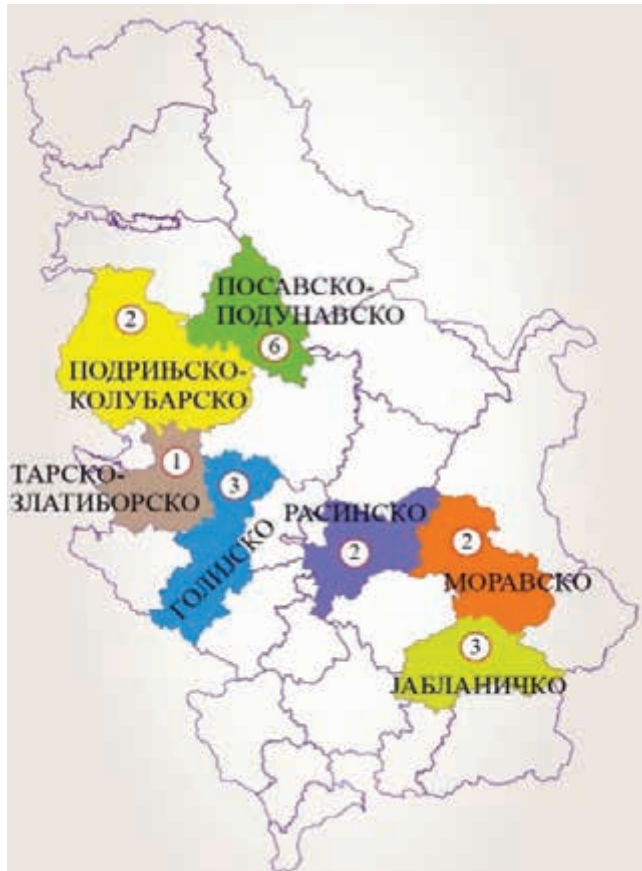 ПОСАВСКО-
ПОДУНАВСКО
6
2
ПОДРИЊСКО-
КОЛУБАРСКО
1
ТАРСКО-
ЗЛАТИБОРСКО
3
ГОЛИЈСКО
РАСИНСКО
2
2
МОРАВСКО
3
ЈАБЛАНИЧКО